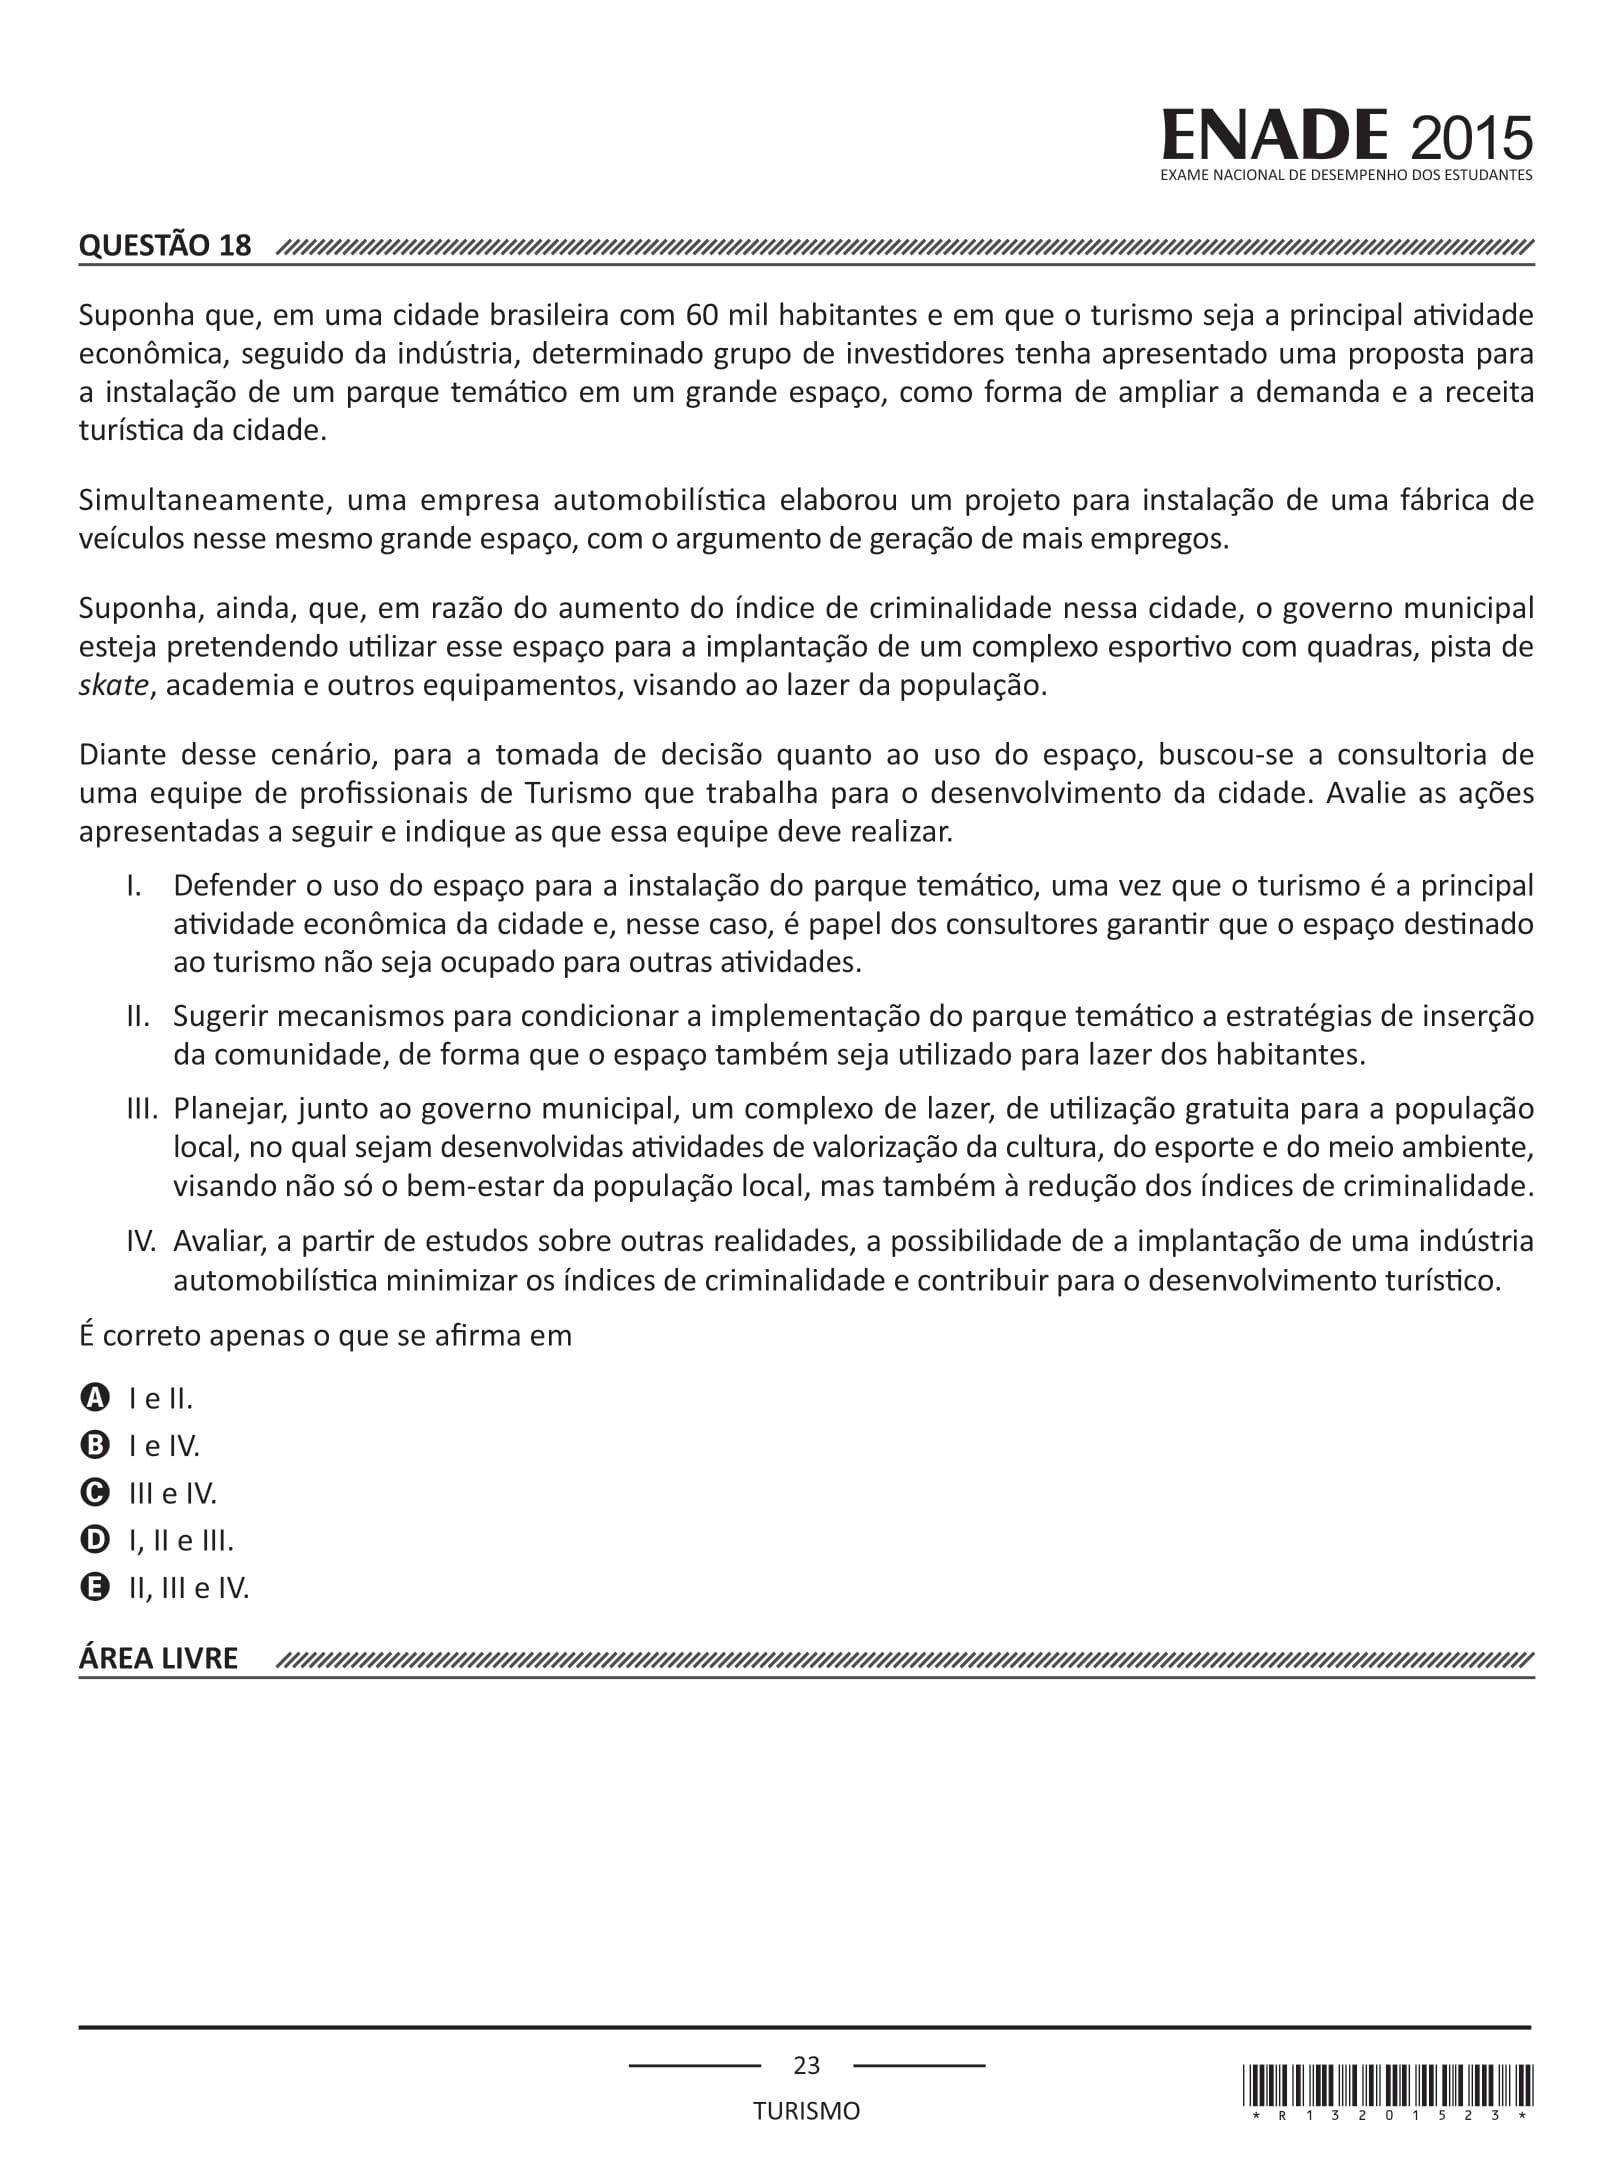 ENADE 2015
EXAME NACIONAL DE DESEMPENHO DOS ESTUDANTES
QUESTÃO 18
Suponha que, em uma cidade brasileira com 60 mil habitantes e em que o turismo seja a principal atividade
econômica, seguido da indústria, determinado grupo de investidores tenha apresentado uma proposta para
a instalação de um parque temático em um grande espaço, como forma de ampliar a demanda e a receita
turística da cidade.
Simultaneamente, uma empresa automobilística elaborou um projeto para instalação de uma fábrica de
veículos nesse mesmo grande espaço, com o argumento de geração de mais empregos.
Suponha, ainda, que, em razão do aumento do índice de criminalidade nessa cidade, o governo municipal
esteja pretendendo utilizar esse espaço para a implantação de um complexo esportivo com quadras, pista de
skate, academia e outros equipamentos, visando ao lazer da população.
Diante desse cenário, para a tomada de decisão quanto ao uso do espaço, buscou-se a consultoria de
uma equipe de profissionais de Turismo que trabalha para o desenvolvimento da cidade. Avalie as ações
apresentadas a seguir e indique as que essa equipe deve realizar.
I. Defender o uso do espaço para a instalação do parque temático, uma vez que o turismo é a principal
atividade econômica da cidade e, nesse caso, é papel dos consultores garantir que o espaço destinado
ao turismo não seja ocupado para outras atividades.
II. Sugerir mecanismos para condicionar a implementação do parque temático a estratégias de inserção
da comunidade, de forma que o espaço também seja utilizado para lazer dos habitantes.
III. Planejar, junto ao governo municipal, um complexo de lazer, de utilização gratuita para a população
local, no qual sejam desenvolvidas atividades de valorização da cultura, do esporte e do meio ambiente,
visando não só o bem-estar da população local, mas também à redução dos índices de criminalidade.
IV. Avaliar, a partir de estudos sobre outras realidades, a possibilidade de a implantação de uma indústria
automobilística minimizar os índices de criminalidade e contribuir para o desenvolvimento turístico.
É correto apenas o que se afirma em
A I e II.
B I e IV.
C III e IV.
D I, II e III.
E II, III e IV.
ÁREA LIVRE
23
TURISMO
*R13201523*